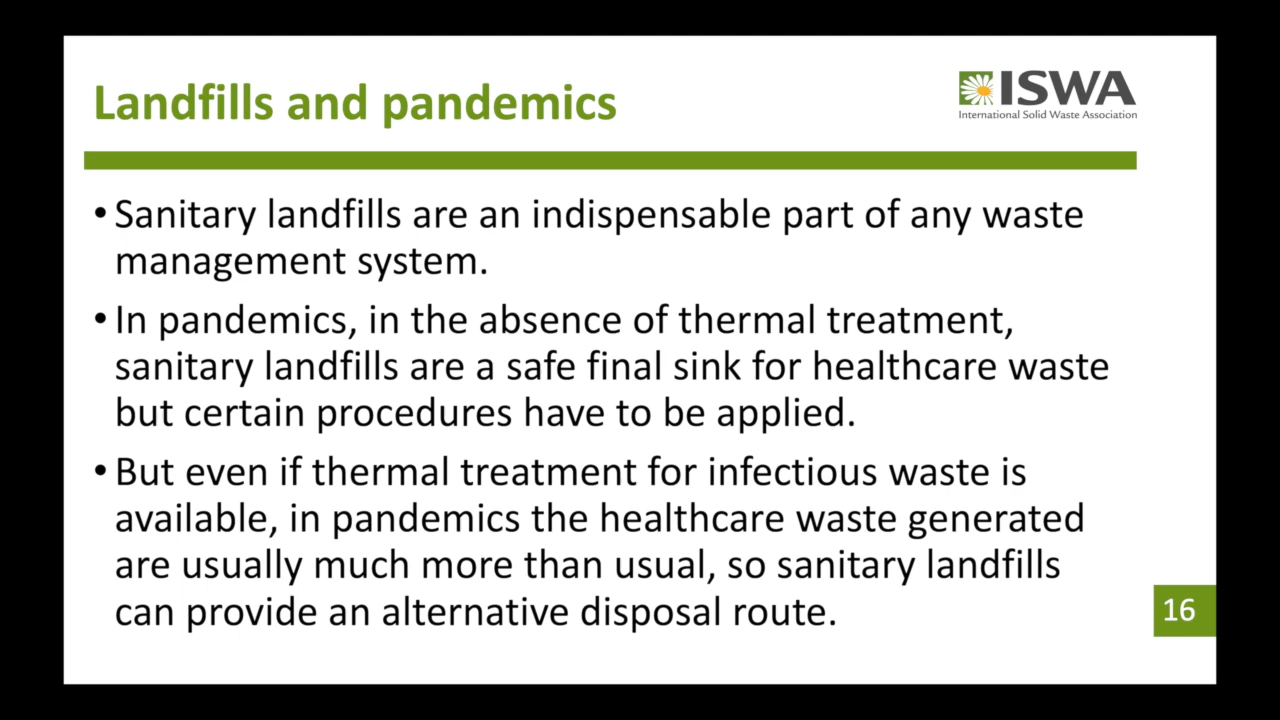 Landfills and pandemics
ISWA
International Solid Waste Association
• Sanitary landfills are an indispensable part of any waste
management system.
• In pandemics, in the absence of thermal treatment,
sanitary landfills are a safe final sink for healthcare waste
but certain procedures have to be applied.
• But even if thermal treatment for infectious waste is
available, in pandemics the healthcare waste generated
are usually much more than usual, so sanitary landfills
can provide an alternative disposal route.
16